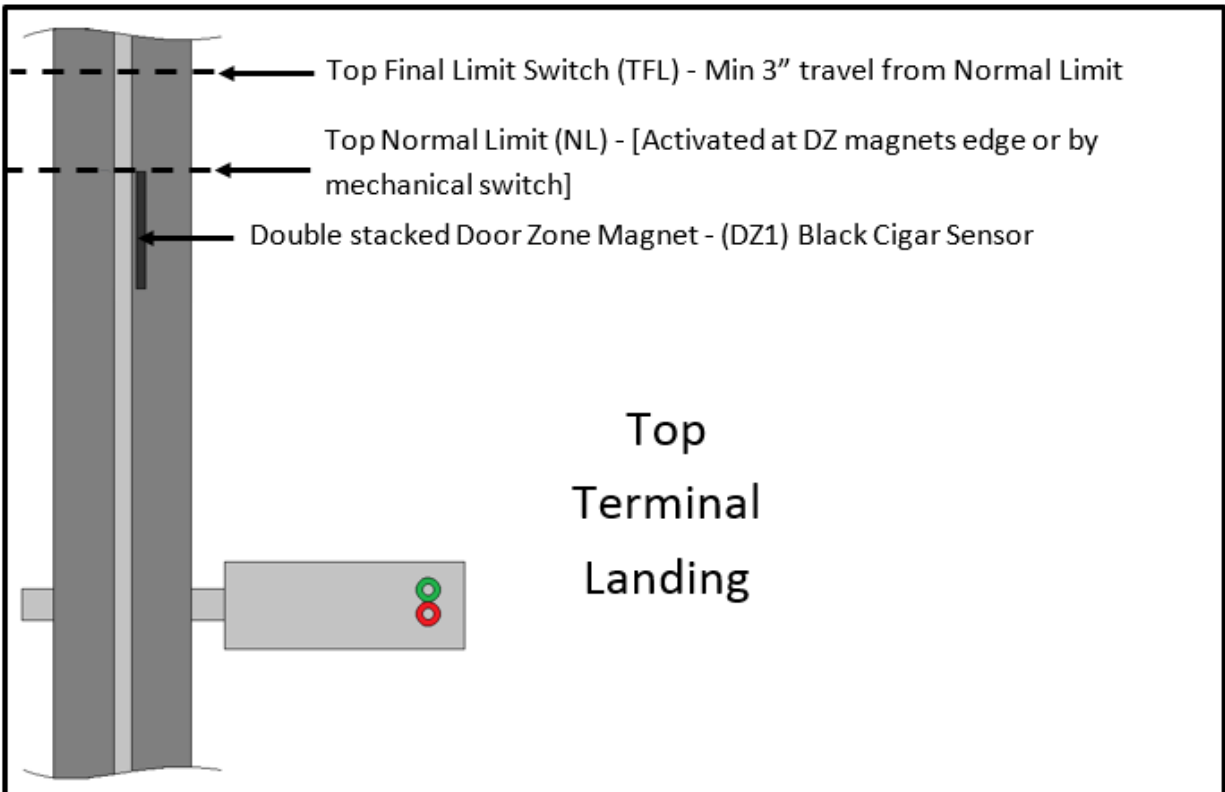 Top Final Limit Switch (TFL) - Min 3” travel from Normal Limit
Top Normal Limit (NL) - [Activated at DZ magnets edge or by
mechanical switch]
Double stacked Door Zone Magnet - (DZ1) Black Cigar Sensor
Top
Terminal
Landing